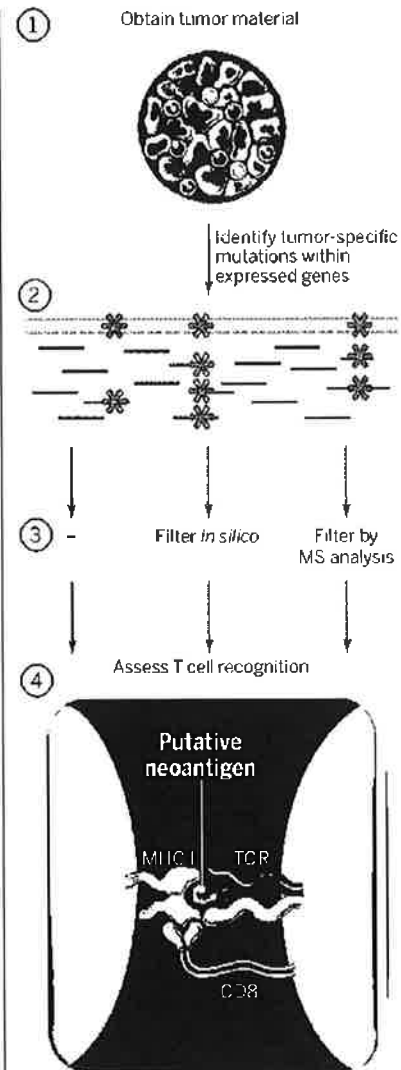 1
Obtain tumor material
Identify tumor-specific
mutations within
expressed genes
2
3
-
Filter in silico
Filter by
MS analysis
Assess T cell recognition
4
Putative
neoantigen
MHC I
TCR
CD8